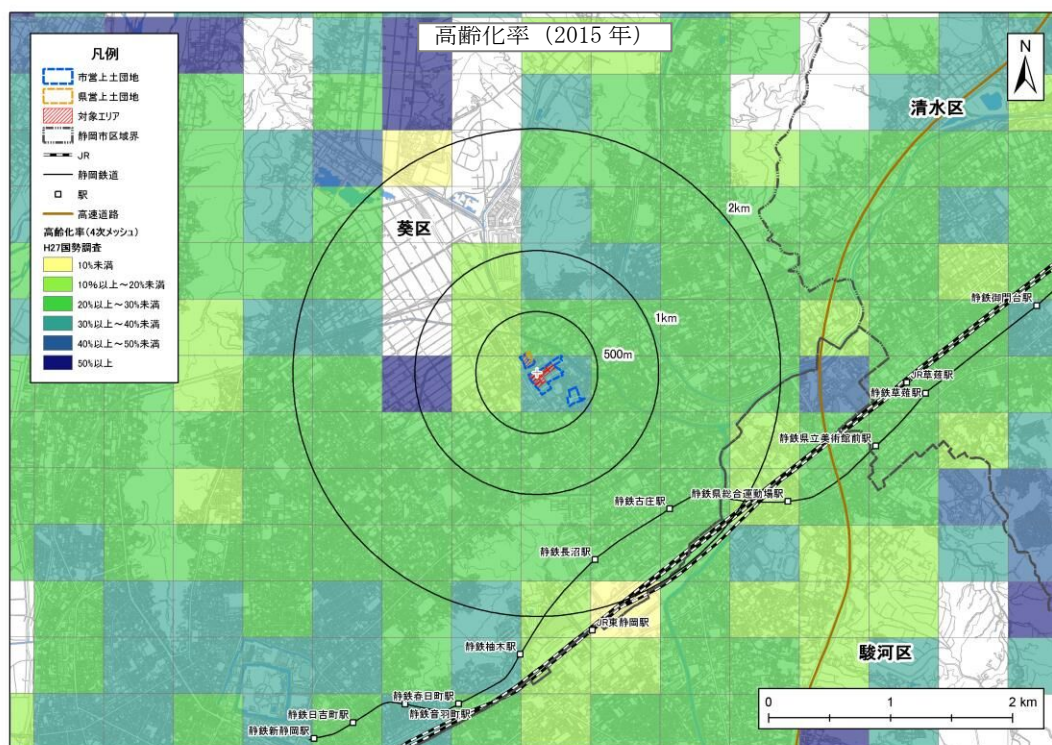 高齢化率（2015年）
凡例
市営上土団地
県営上土団地
対象エリア
静岡市区域界
JR
静岡鉄道
駅
高速道路
高齢化率（4次メッシュ）
H27国勢調査
10%未満
10％以上～20%未満
20%以上～30%未満
30%以上～40%未満
40%以上～50%未満
50%以上
N
清水区
葵区
2km
1km
500m
静鉄御門台駅
JR草薙駅
静鉄草薙駅
静鉄県立美術館前駅
静鉄県総合運動場駅
静鉄古庄駅
静鉄長沼駅
JR東静岡駅
静鉄柚木駅
駿河区
静鉄春日町駅
静鉄音羽町駅
静鉄日吉町駅
静鉄新静岡駅
0 1 2 km